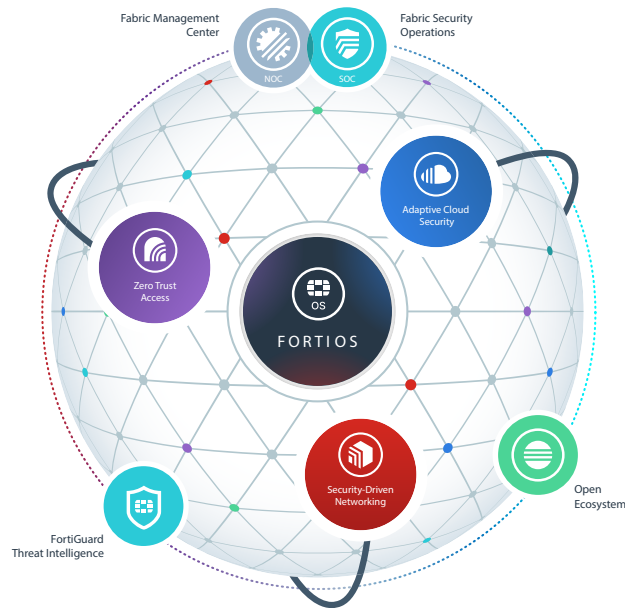 Fabric Management
Center
NOC
SOC
Fabric Security
Operations
Adaptive Cloud
Security
Zero Trust
Access
OS
FORTIOS
Security-Driven
Networking
Open
Ecosystem
FortiGuard
Threat Intelligence